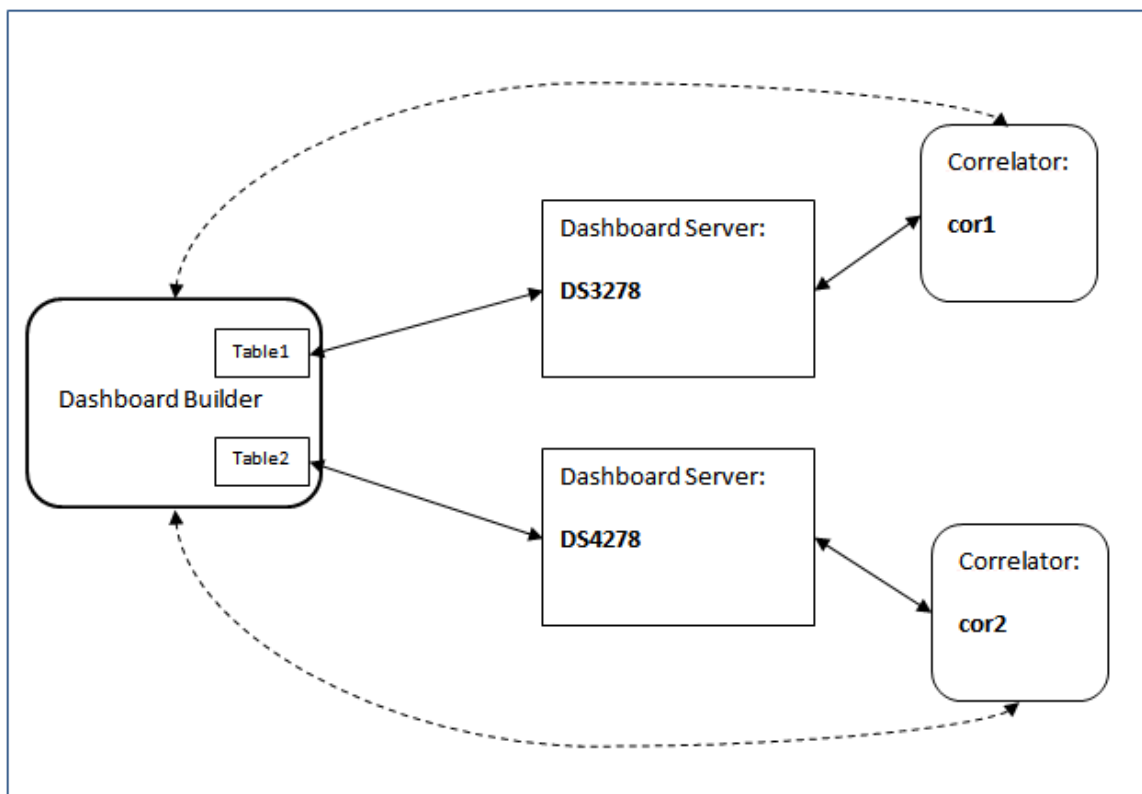 Correlator:
cor1
Dashboard Server:
DS3278
Table1
Dashboard Builder
Table2
Dashboard Server:
DS4278
Correlator:
cor2